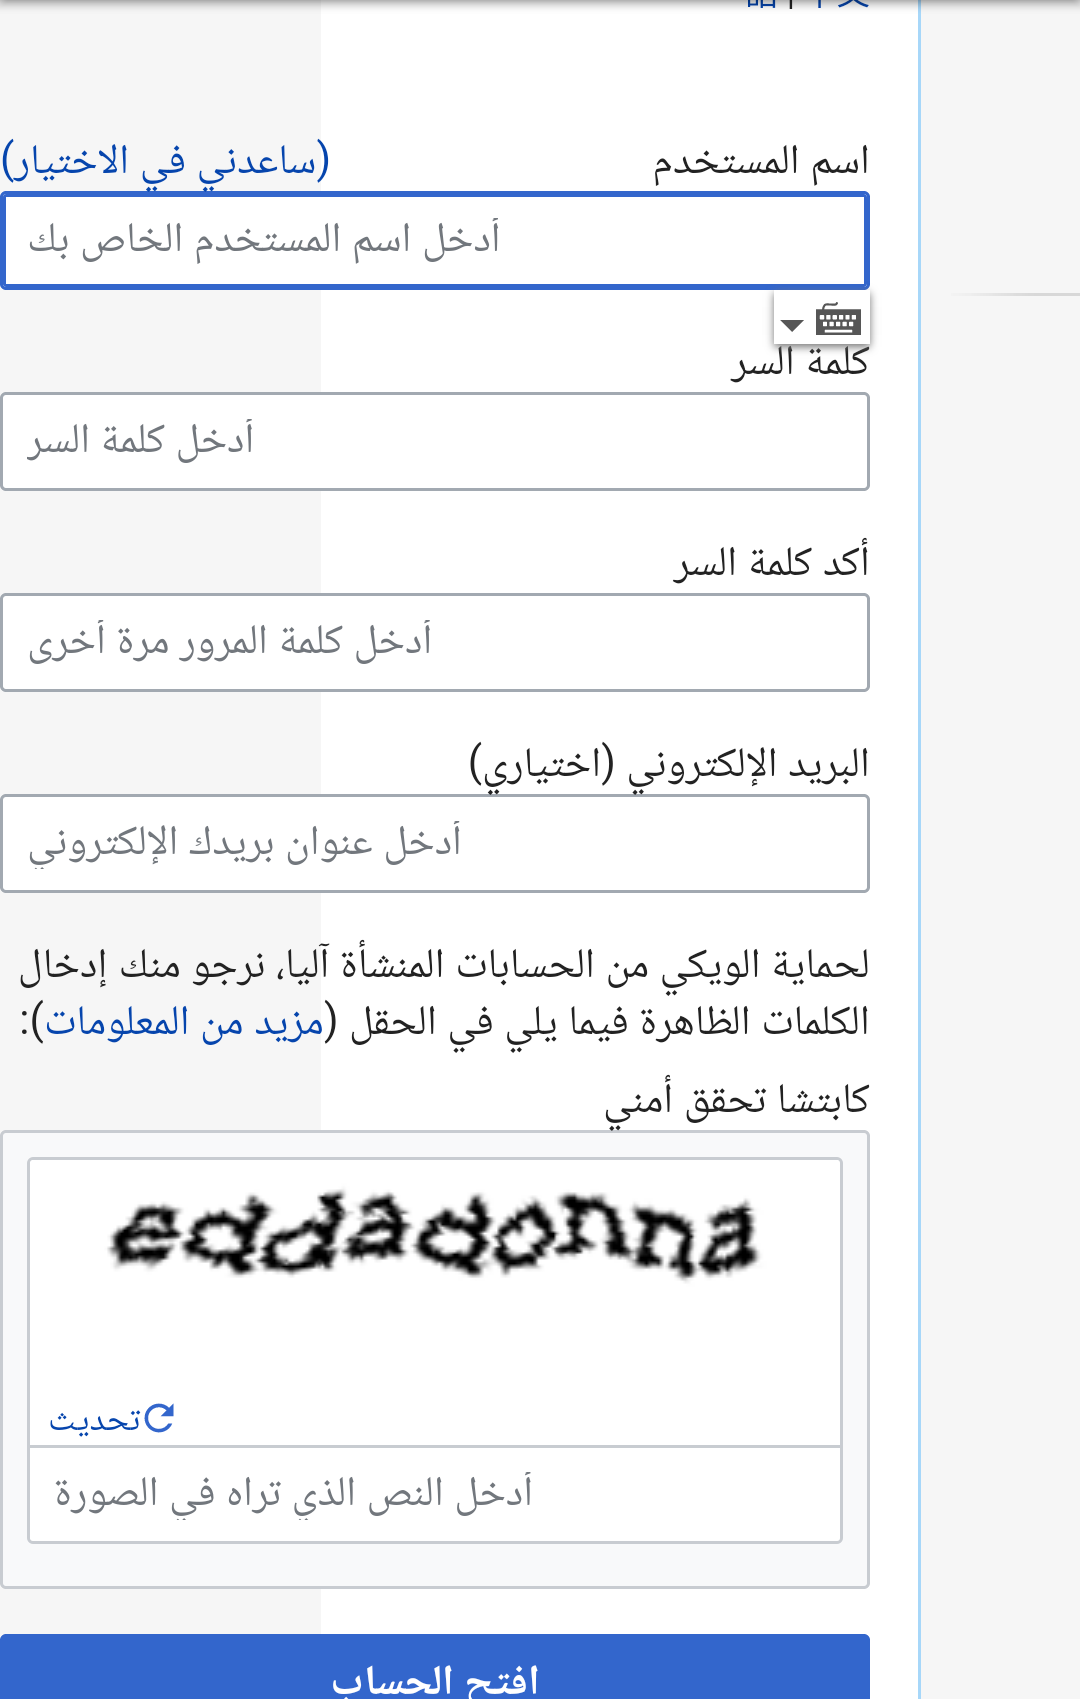 اسم المستخدم (ساعدني في الاختيار)
أدخل اسم المستخدم الخاص بك
كلمة السر
أدخل كلمة السر
أكد كلمة السر
أدخل كلمة المرور مرة أخرى
البريد الإلكتروني (اختياري)
أدخل عنوان بريدك الإلكتروني
لحماية الويكي من الحسابات المنشأة آليا، نرجو منك إدخال
الكلمات الظاهرة فيما يلي في الحقل (مزيد من المعلومات):
كابتشا تحقق أمني
تحديث
أدخل النص الذي تراه في الصورة
افتح الحساب